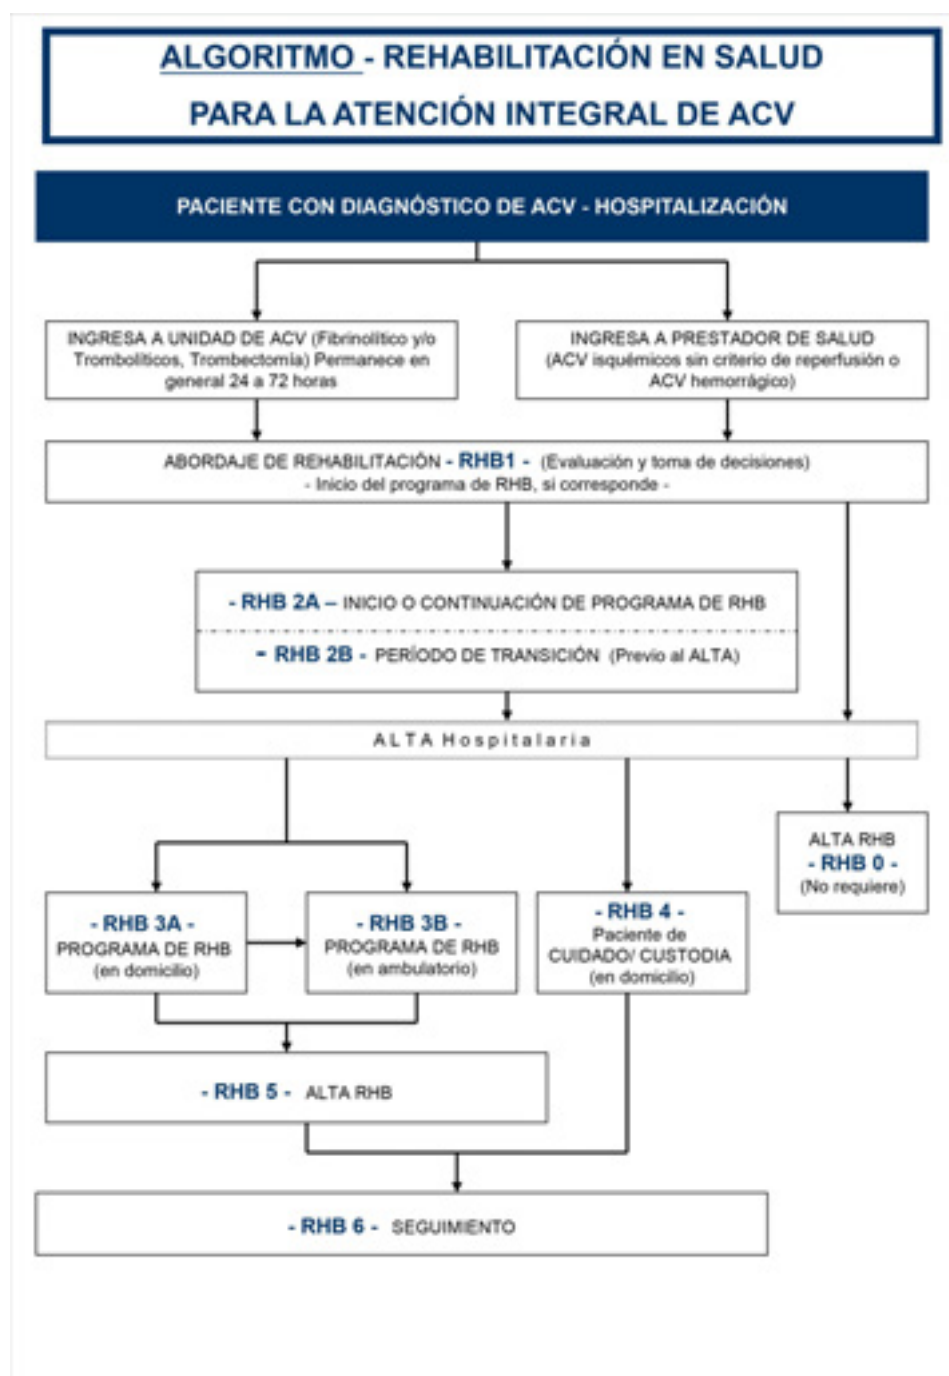 ALGORITMO - REHABILITACIÓN EN SALUD
PARA LA ATENCIÓN INTEGRAL DE ACV
PACIENTE CON DIAGNÓSTICO DE ACV - HOSPITALIZACIÓN
INGRESA A UNIDAD DE ACV (Fibrinolítico y/o
Trombolíticos, Trombectomía) Permanece en
general 24 a 72 horas
INGRESA A PRESTADOR DE SALUD
(ACV isquémicos sin criterio de reperfusión o
ACV hemorrágico)
ABORDAJE DE REHABILITACIÓN - RHB1 - (Evaluación y toma de decisiones)
- Inicio del programa de RHB, si corresponde -
- RHB 2A – INICIO O CONTINUACIÓN DE PROGRAMA DE RHB
- RHB 2B - PERÍODO DE TRANSICIÓN (Previo al ALTA)
ALTA Hospitalaria
ALTA RHB
- RHB 0 -
(No requiere)
- RHB 3A -
PROGRAMA DE RHB
(en domicilio)
- RHB 3B -
PROGRAMA DE RHB
(en ambulatorio)
- RHB 4 -
Paciente de
CUIDADO/ CUSTODIA
(en domicilio)
- RHB 5 - ALTA RHB
- RHB 6 - SEGUIMIENTO